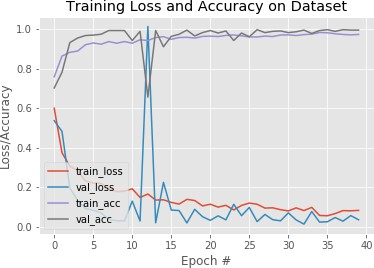 Training Loss and Accuracy on Dataset
1.0
0.8
0.6
0.4
0.2
0.0
Loss/Accuracy
train_loss
val_loss
train_acc
val_acc
0 5 10 15 20 25 30 35 40
Epoch #